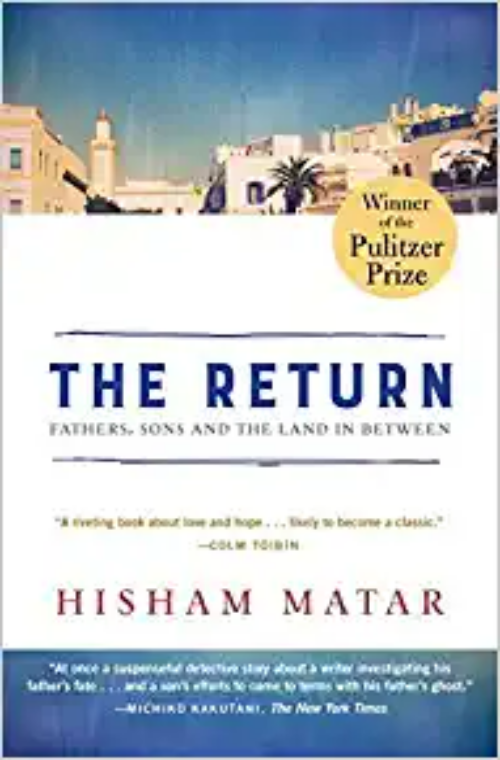 Winner
of the
Pulitzer
Prize
THE RETURN
FATHERS, SONS AND THE LAND IN BETWEEN
"A riveting book about love and hope . . . likely to become a classic."
—COLM TOIBIN
HISHAM MATAR
"At once a suspenseful detective story about a writer investigating his
father's fate . . . and a son's efforts to come to terms with his father's ghost."
—MICHIKO KAKUTANI, The New York Times